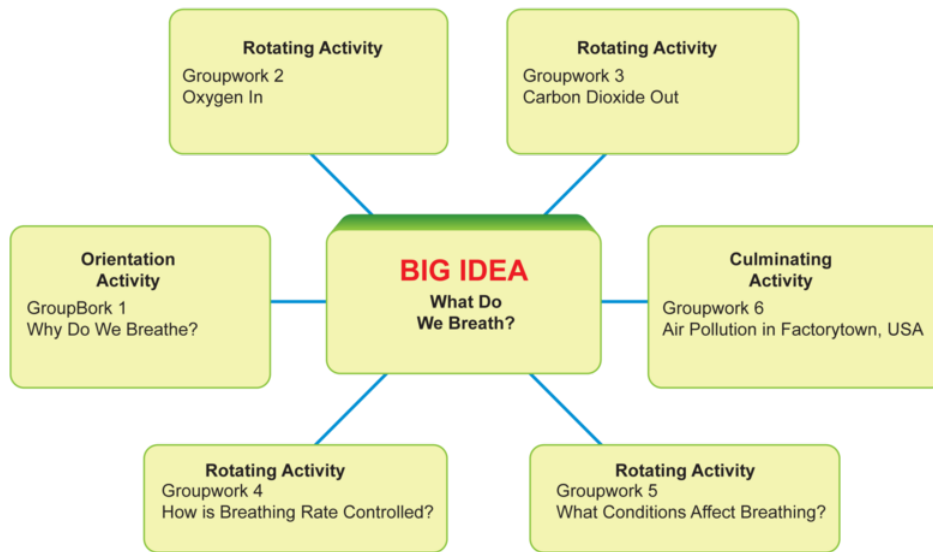 Rotating Activity
Groupwork 2
Oxygen In
Rotating Activity
Groupwork 3
Carbon Dioxide Out
Orientation
Activity
GroupBork 1
Why Do We Breathe?
BIG IDEA
What Do
We Breath?
Culminating
Activity
Groupwork 6
Air Pollution in Factorytown, USA
Rotating Activity
Groupwork 4
How is Breathing Rate Controlled?
Rotating Activity
Groupwork 5
What Conditions Affect Breathing?